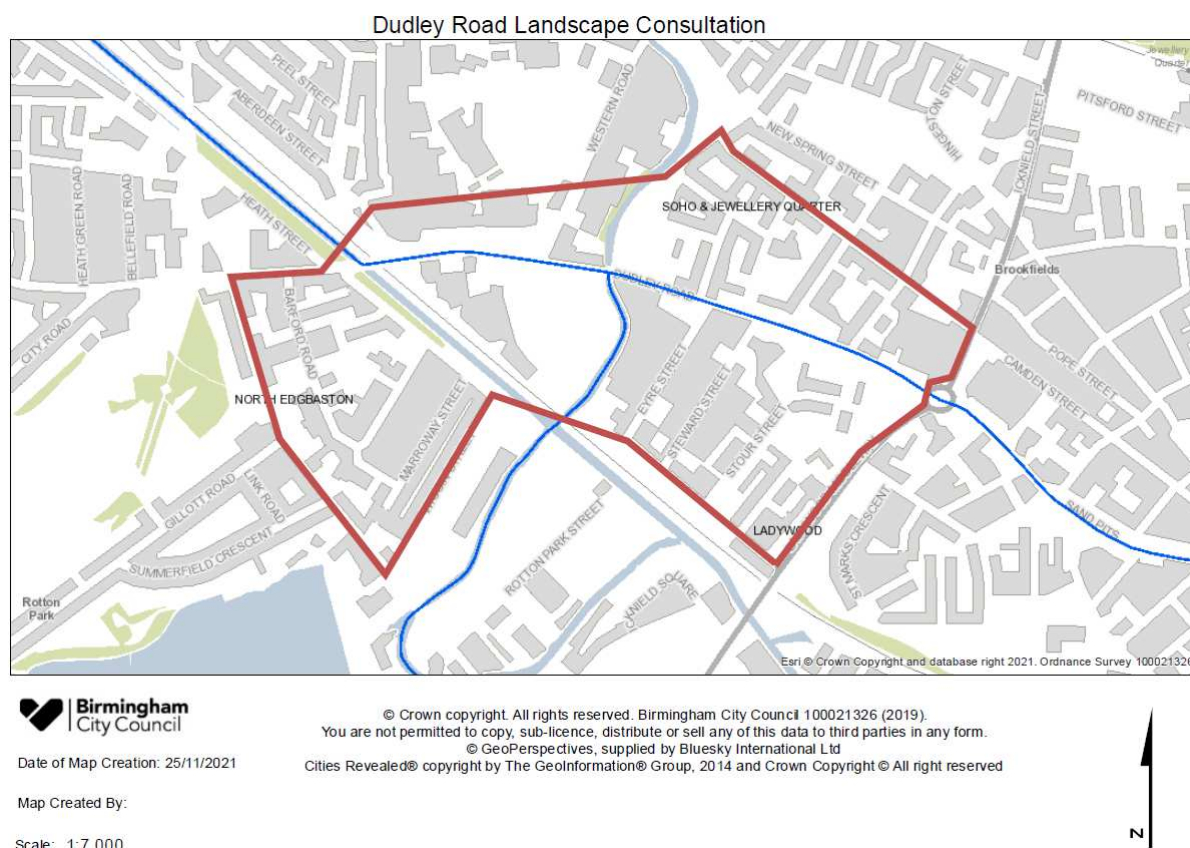 Dudley Road Landscape Consultation
Jewellery
Quarter
PEEL STREET
ABERDEEN STREET
WESTERN ROAD
KINGSTON STREET
PITSFORD STREET
ICKNIELD STREET
NEW SPRING STREET
HEATH GREEN ROAD
BELLEFIELD ROAD
HEATH STREET
SOHO & JEWELLERY QUARTER
Brookfields
DUDLEY ROAD
CITY ROAD
BARFORD ROAD
POPE STREET
CAMDEN STREET
NORTH EDGBASTON
EYRE STREET
STEWARD STREET
STOUR STREET
MARROWAY STREET
STREET
GILLOTT ROAD
LINK ROAD
LADYWOOD
ST MARKS CRESCENT
SAND PITS
SUMMERFIELD CRESCENT
ROTTON PARK STREET
ICKNIELD SQUARE
Rotton
Park
Esri © Crown Copyright and database right 2021. Ordnance Survey 100021326
Birmingham
City Council
© Crown copyright. All rights reserved. Birmingham City Council 100021326 (2019).
You are not permitted to copy, sub-licence, distribute or sell any of this data to third parties in any form.
© GeoPerspectives, supplied by Bluesky International Ltd
Cities Revealed® copyright by The GeoInformation® Group, 2014 and Crown Copyright © All right reserved
Date of Map Creation: 25/11/2021
Map Created By:
Scale: 1:7,000
N